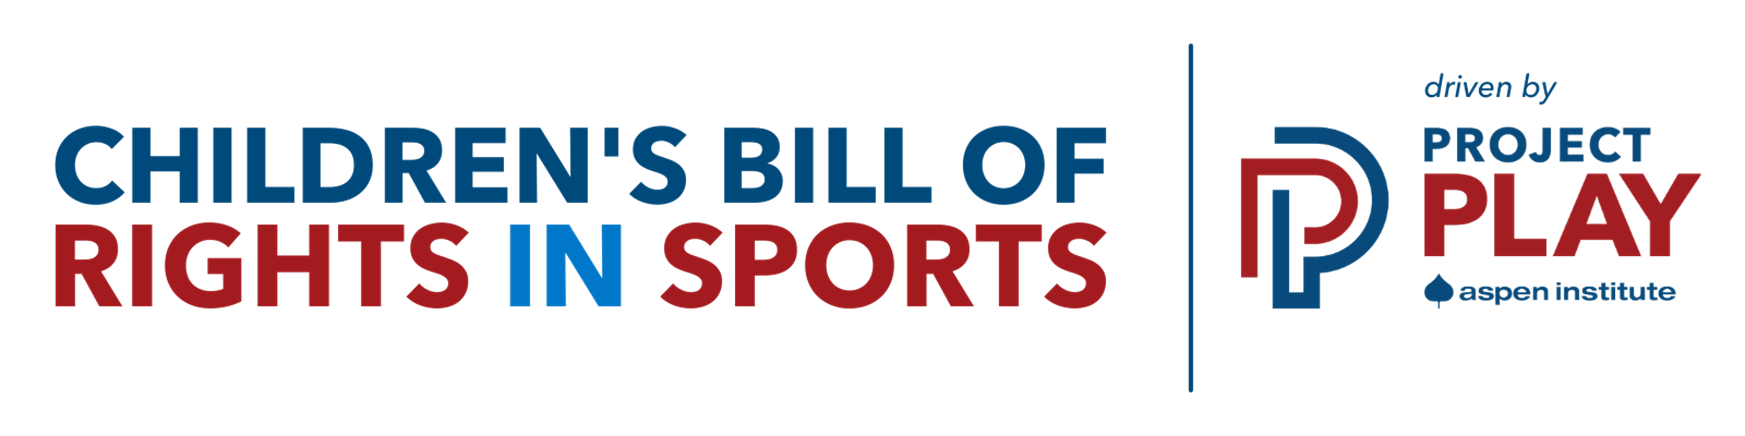 CHILDREN'S BILL OF
RIGHTS IN SPORTS
driven by
PROJECT
PLAY
aspen institute